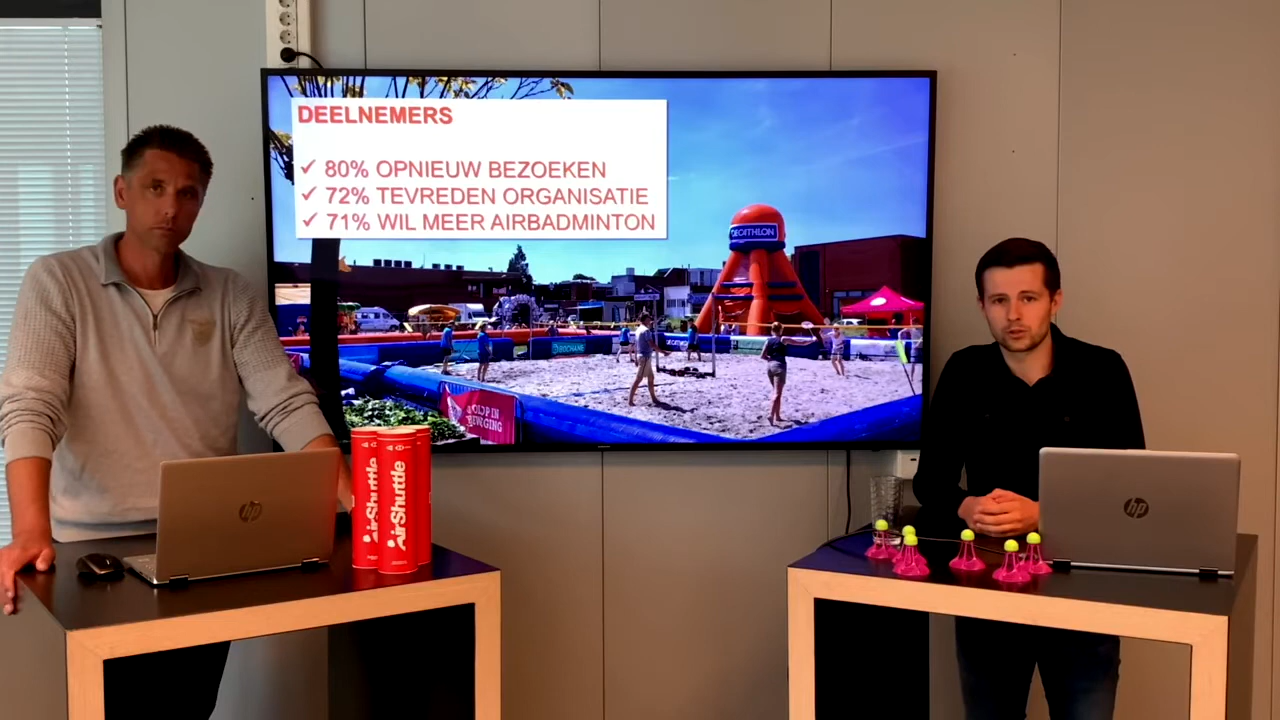 DEELNEMERS
✓ 80% OPNIEUW BEZOEKEN
✓ 72% TEVREDEN ORGANISATIE
✓ 71% WIL MEER AIRBADMINTON
DECATHLON
AirShuttle
AirShuttle
hp
hp